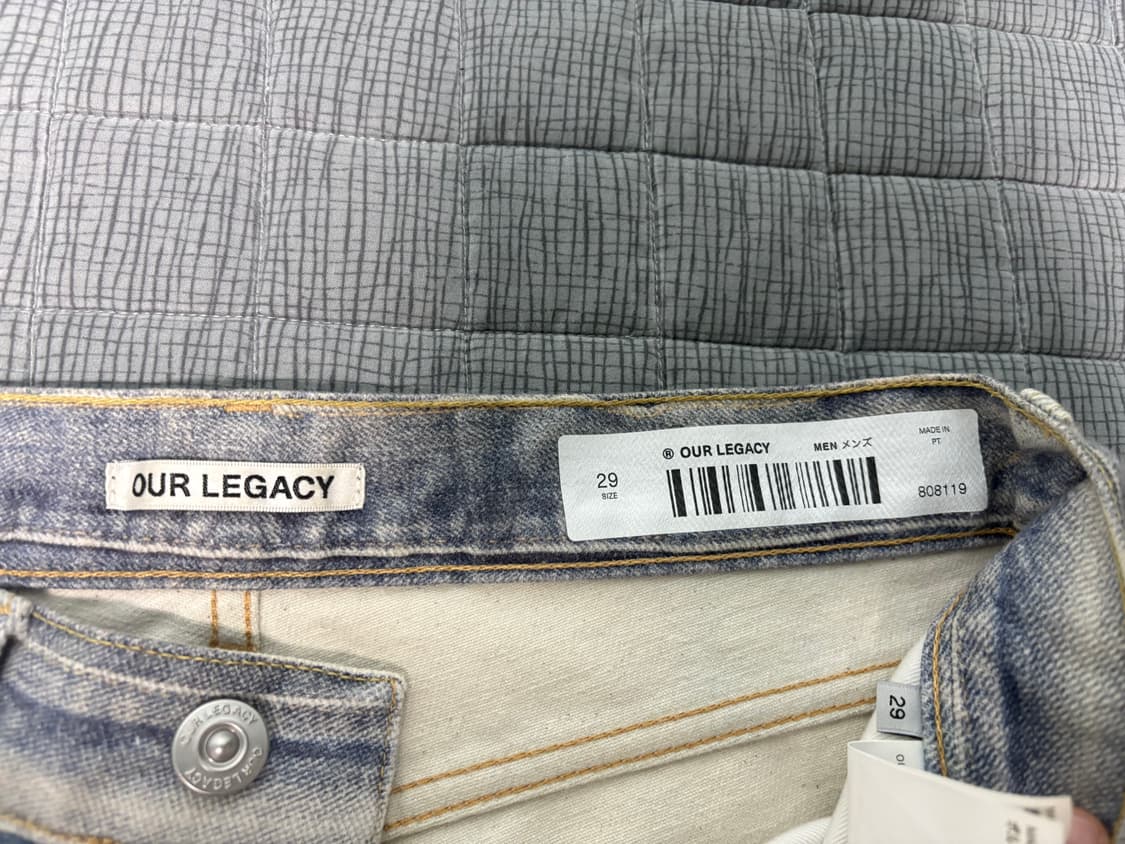 OUR LEGACY
29
SIZE
® OUR LEGACY
MEN メンズ
MADE IN
PT.
808119
OUR LEGACY
OUR LEGACY
29